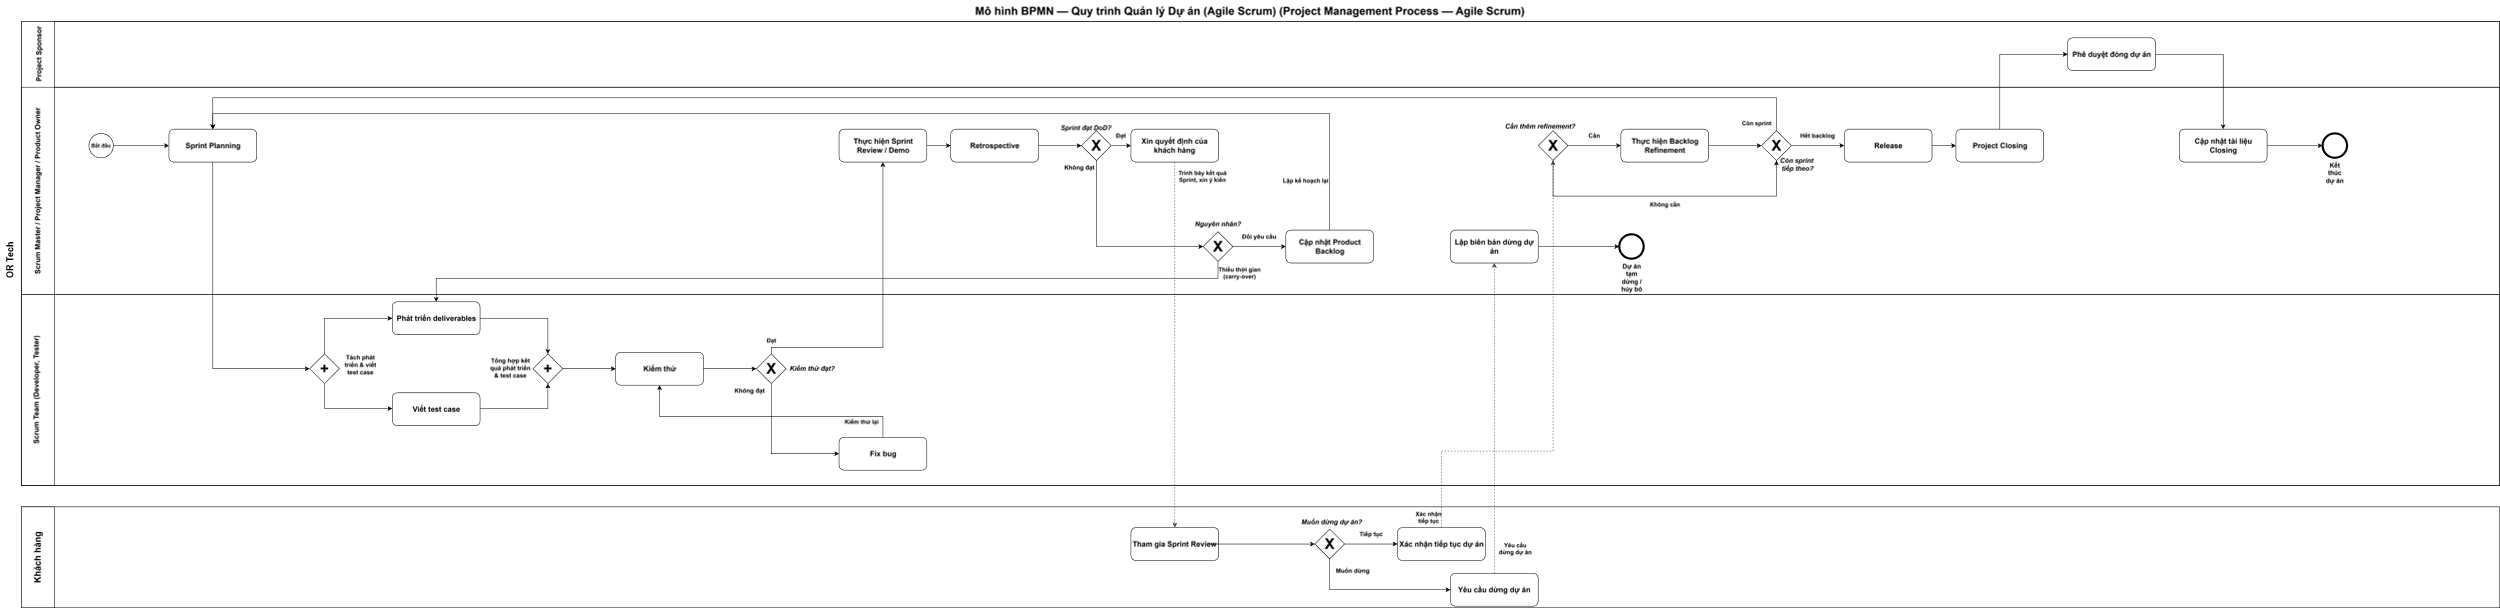 Mô hình BPMN — Quy trình Quản lý Dự án (Agile Scrum) (Project Management Process — Agile Scrum)
OR Tech
Project Sponsor
Phê duyệt đóng dự án
Scrum Master / Project Manager / Product Owner
Bắt đầu
Sprint Planning
Thực hiện Sprint
Review / Demo
Retrospective
Sprint đạt DoD?
Đạt
Không đạt
Xin quyết định của
khách hàng
Trình bày kết quả
Sprint, xin ý kiến
Nguyên nhân?
Đổi yêu cầu
Thiếu thời gian
(carry-over)
Cập nhật Product
Backlog
Lập kế hoạch lại
Cần thêm refinement?
Cần
Không cần
Thực hiện Backlog
Refinement
Còn sprint
Còn sprint
tiếp theo?
Hết backlog
Release
Project Closing
Cập nhật tài liệu
Closing
Kết
thúc
dự án
Lập biên bản dừng dự
án
Dự án
tạm
dừng /
hủy bỏ
Scrum Team (Developer, Tester)
Tách phát
triển & viết
test case
Phát triển deliverables
Viết test case
Tổng hợp kết
quả phát triển
& test case
Kiểm thử
Đạt
Kiểm thử đạt?
Không đạt
Kiểm thử lại
Fix bug
Khách hàng
Tham gia Sprint Review
Muốn dừng dự án?
Tiếp tục
Muốn dừng
Xác nhận
tiếp tục
Xác nhận tiếp tục dự án
Yêu cầu
dừng dự án
Yêu cầu dừng dự án